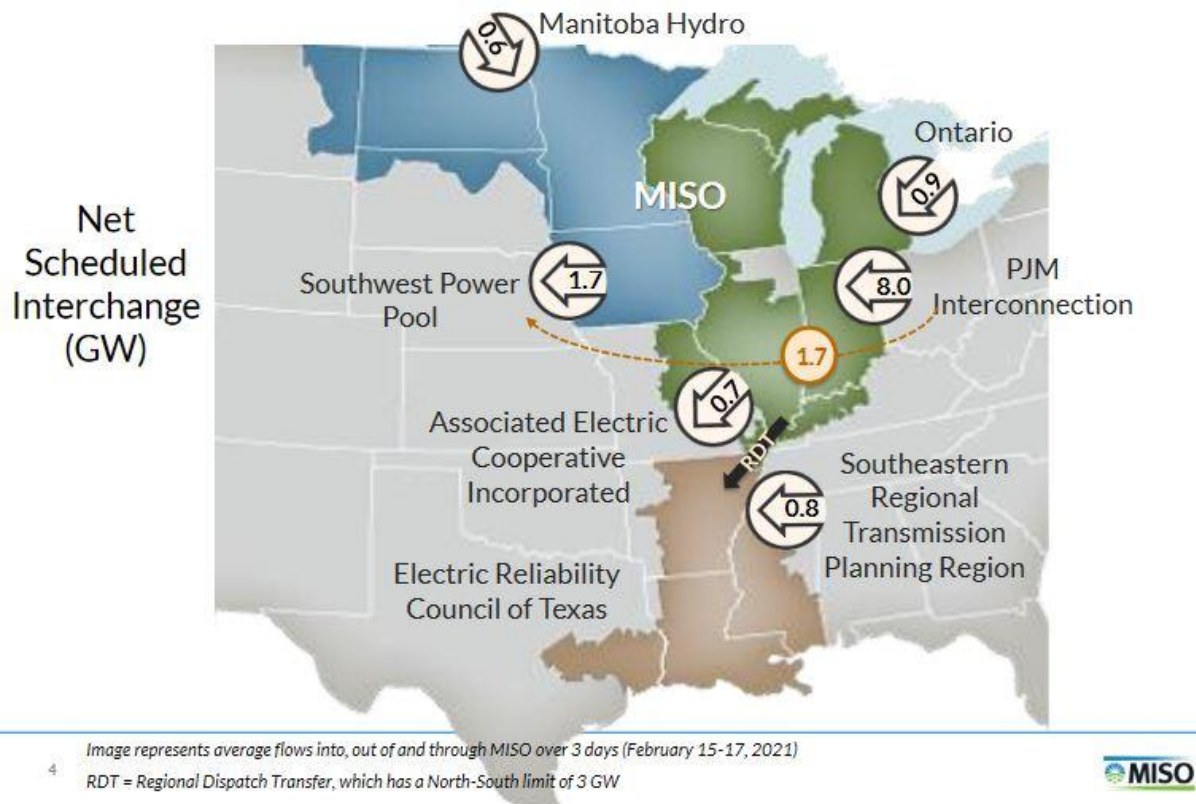 0.6
Manitoba Hydro
Ontario
0.9
MISO
Net
Scheduled
Interchange
(GW)
Southwest Power
Pool
1.7
8.0
PJM
Interconnection
1.7
0.7
Associated Electric
Cooperative
Incorporated
RDT
0.8
Southeastern
Regional
Transmission
Planning Region
Electric Reliability
Council of Texas
Image represents average flows into, out of and through MISO over 3 days (February 15-17, 2021)
4
RDT = Regional Dispatch Transfer, which has a North-South limit of 3 GW
MISO